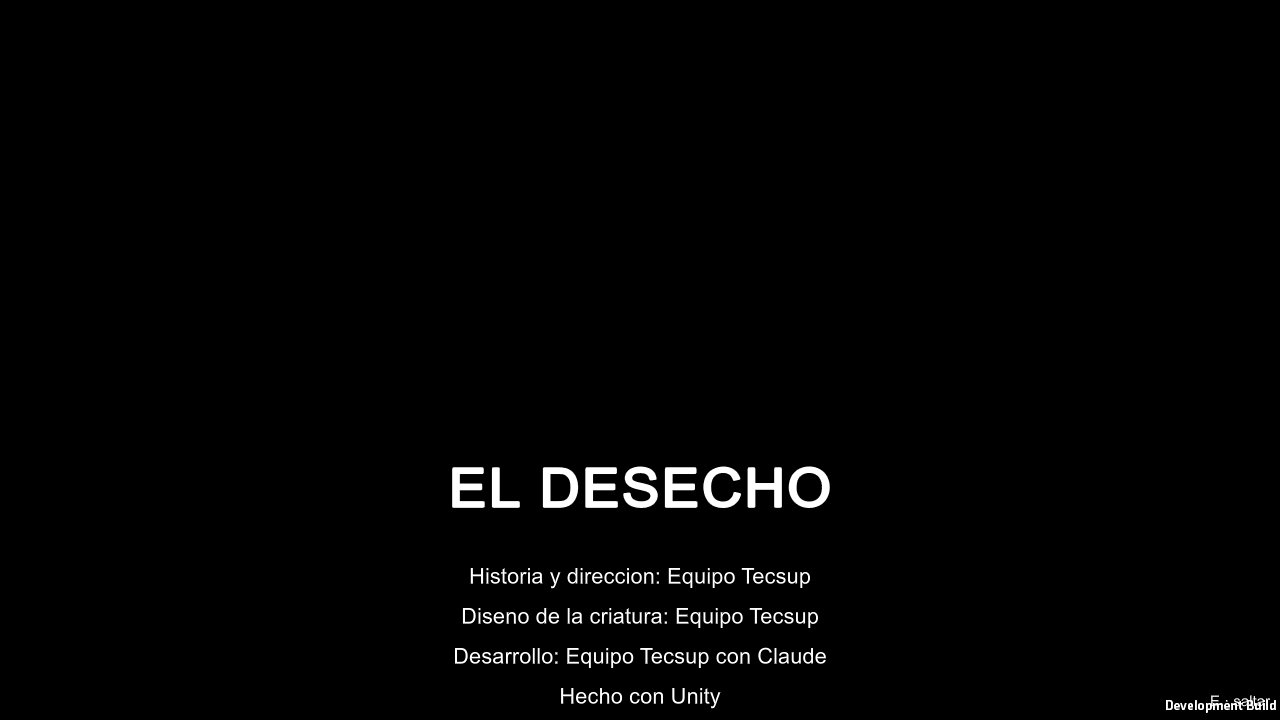 EL DESECHO
Historia y direccion: Equipo Tecsup
Diseno de la criatura: Equipo Tecsup
Desarrollo: Equipo Tecsup con Claude
Hecho con Unity
E - saltar
Development Build